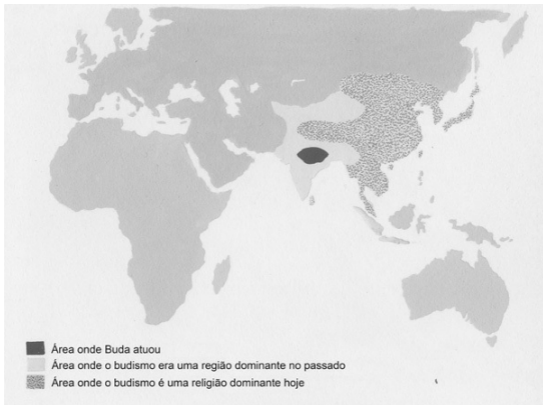 Área onde Buda atuou
Área onde o budismo era uma região dominante no passado
Área onde o budismo é uma religião dominante hoje